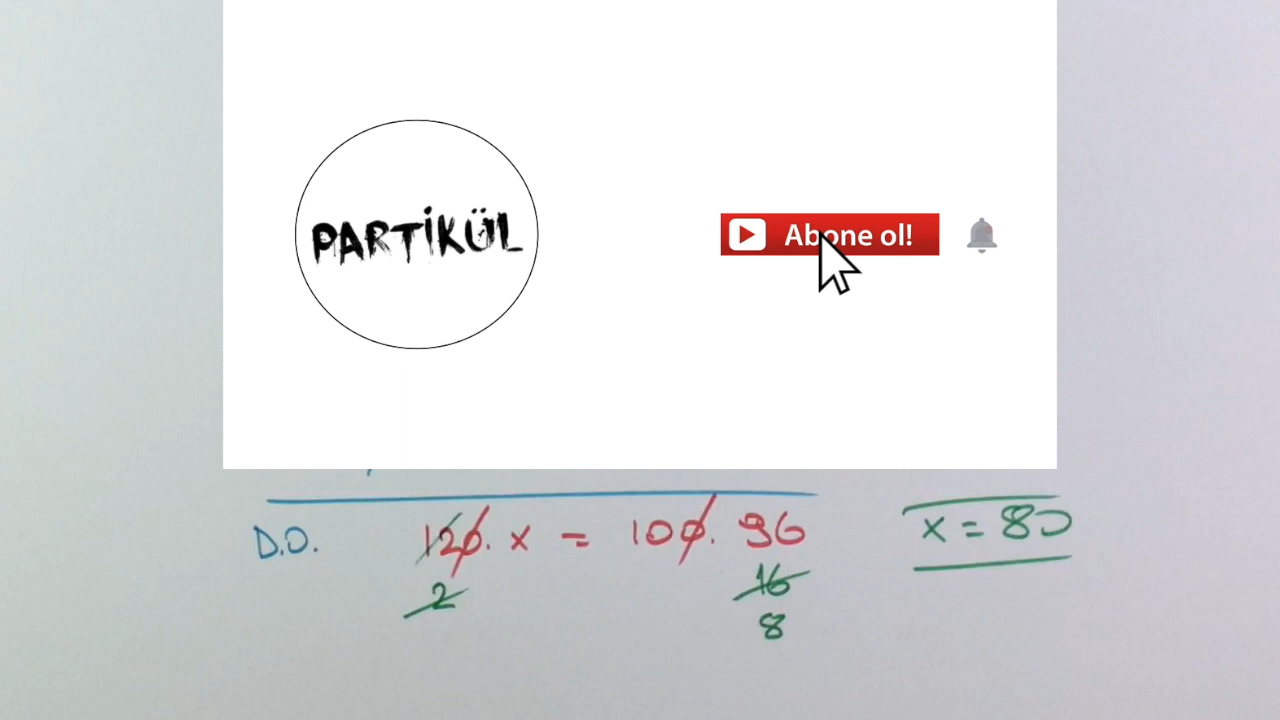 PARTİKÜL
Abone ol!
D.O. 120. x = 100. 96 x = 80
2 16
8